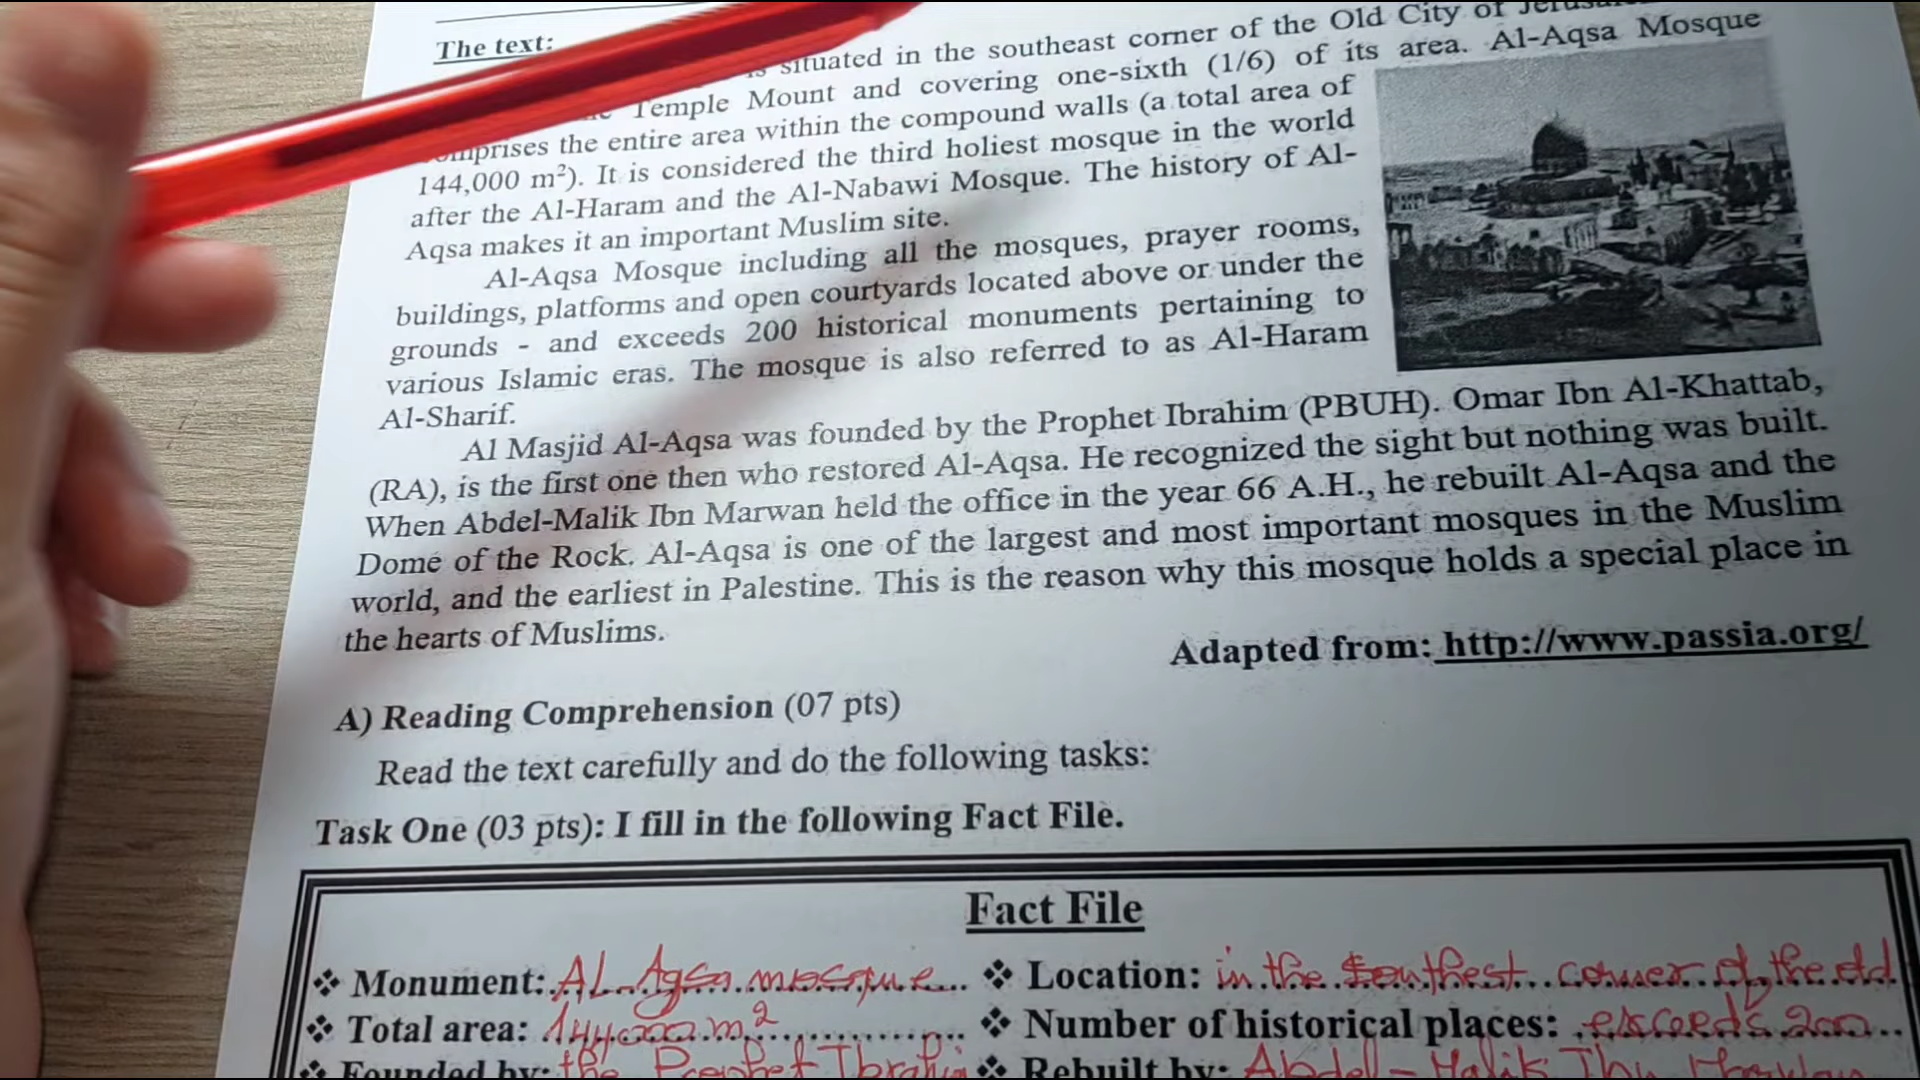 The text:
situated in the southeast corner of the Old City of
Temple Mount and covering one-sixth (1/6) of its area. Al-Aqsa Mosque
the entire area within the compound walls (a total area of
144,000 m²). It is considered the third holiest mosque in the world
after the Al-Haram and the Al-Nabawi Mosque. The history of Al-
Aqsa makes it an important Muslim site.
Al-Aqsa Mosque including all the mosques, prayer rooms,
buildings, platforms and open courtyards located above or under the
grounds - and exceeds 200 historical monuments pertaining to
various Islamic eras. The mosque is also referred to as Al-Haram
Al-Sharif.
Al Masjid Al-Aqsa was founded by the Prophet Ibrahim (PBUH). Omar Ibn Al-Khattab,
(RA), is the first one then who restored Al-Aqsa. He recognized the sight but nothing was built.
When Abdel-Malik Ibn Marwan held the office in the year 66 A.H., he rebuilt Al-Aqsa and the
Dome of the Rock. Al-Aqsa is one of the largest and most important mosques in the Muslim
world, and the earliest in Palestine. This is the reason why this mosque holds a special place in
the hearts of Muslims.
Adapted from: http://www.passia.org/
A) Reading Comprehension (07 pts)
Read the text carefully and do the following tasks:
Task One (03 pts): I fill in the following Fact File.
Fact File
❖ Monument: AL-Aqsa mosque ❖ Location: in the southest corner of the old
❖ Total area: 144000 m² ❖ Number of historical places: exceeds 200
❖ Founded by: the Prophet Ibrahim ❖ Rebuilt by: Abdel-Malik Ibn Marwan